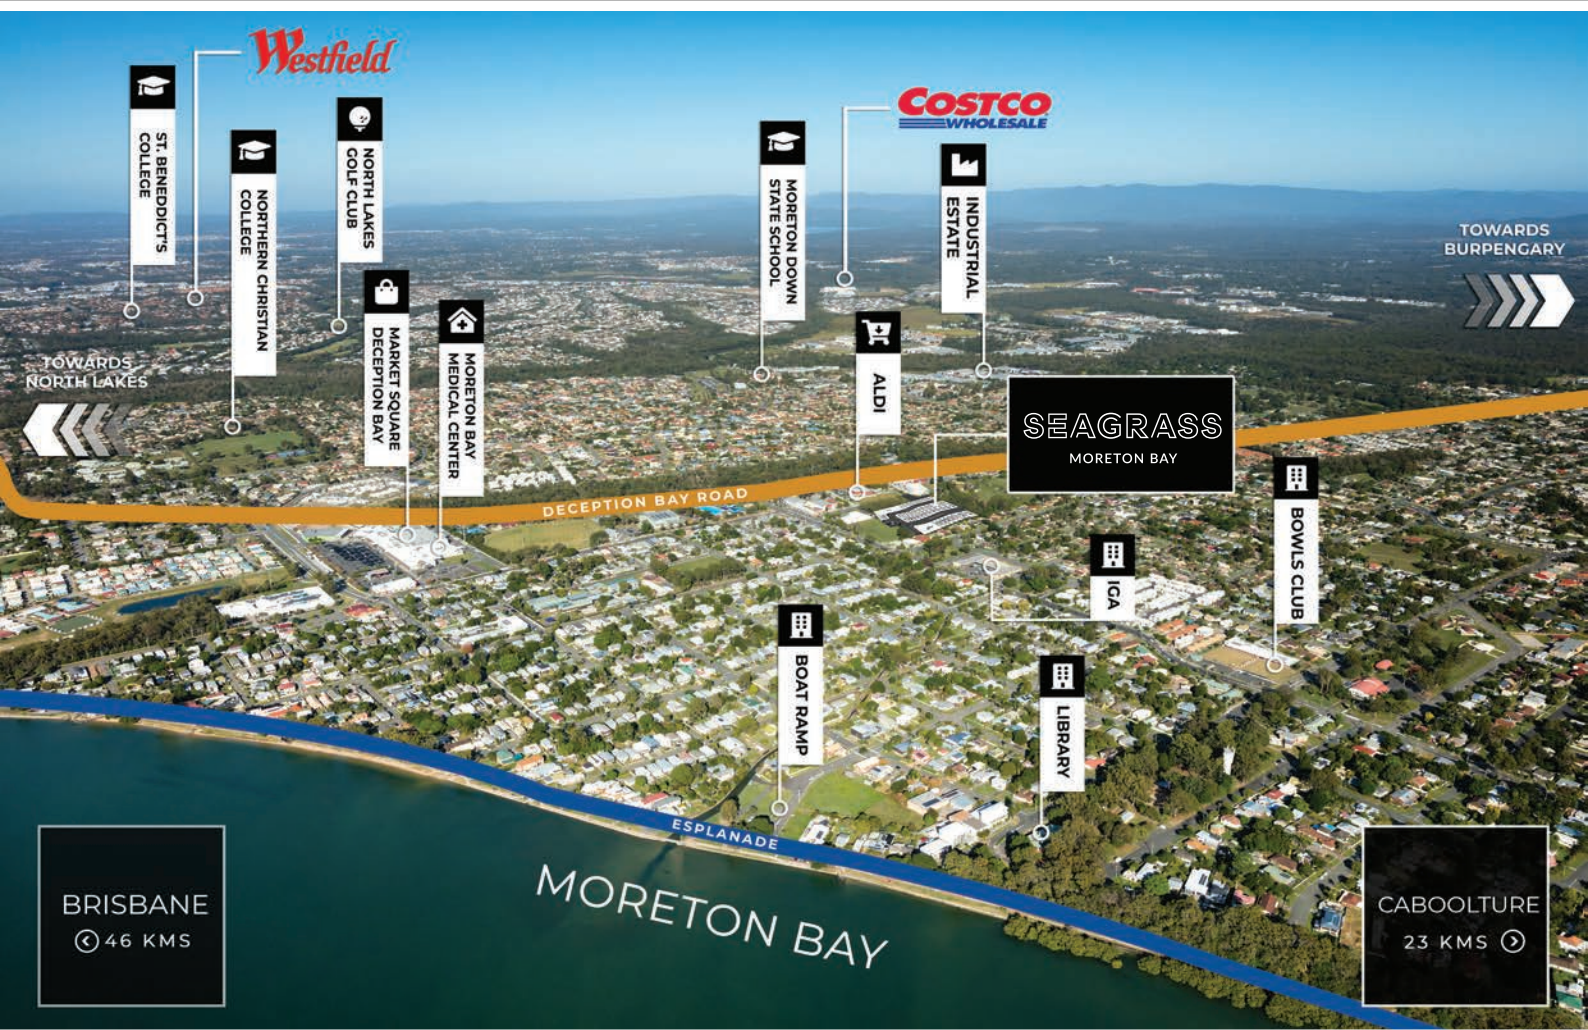 Westfield
COSTCO
WHOLESALE
ST. BENEDDICT'S
COLLEGE
NORTHERN CHRISTIAN
COLLEGE
NORTH LAKES
GOLF CLUB
MORETON DOWN
STATE SCHOOL
INDUSTRIAL
ESTATE
TOWARDS
BURPENGARY
TOWARDS
NORTH LAKES
MARKET SQUARE
DECEPTION BAY
MORETON BAY
MEDICAL CENTER
ALDI
SEAGRASS
MORETON BAY
DECEPTION BAY ROAD
BOWLS CLUB
IGA
BOAT RAMP
LIBRARY
ESPLANADE
MORETON BAY
BRISBANE
46 KMS
CABOOLTURE
23 KMS